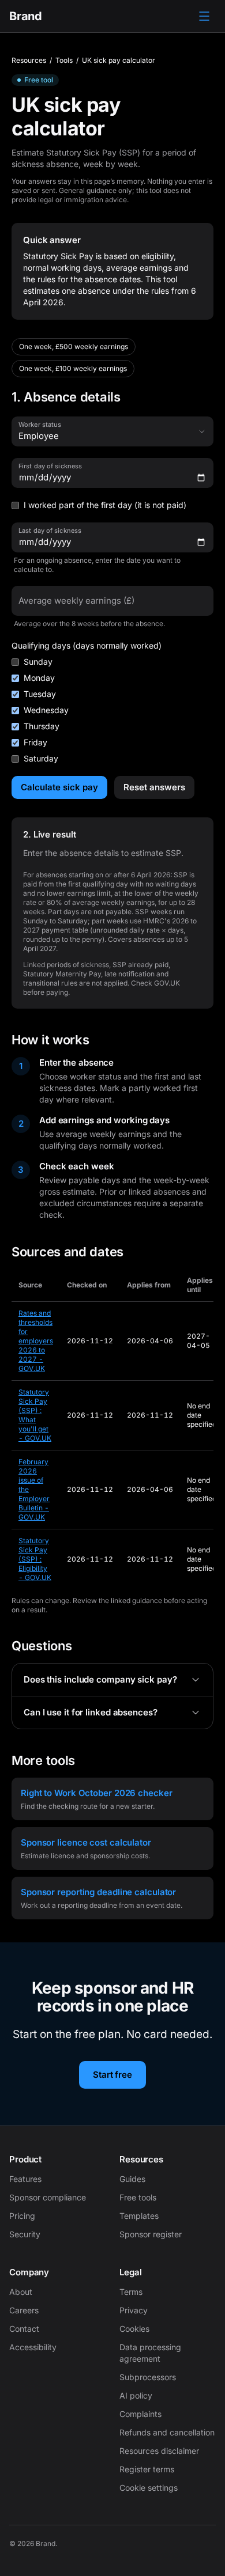 Brand
Resources / Tools / UK sick pay calculator
Free tool
UK sick pay
calculator
Estimate Statutory Sick Pay (SSP) for a period of
sickness absence, week by week.
Your answers stay in this page's memory. Nothing you enter is
saved or sent. General guidance only; this tool does not
provide legal or immigration advice.
Quick answer
Statutory Sick Pay is based on eligibility,
normal working days, average earnings and
the rules for the absence dates. This tool
estimates one absence under the rules from 6
April 2026.
One week, £500 weekly earnings
One week, £100 weekly earnings
1. Absence details
Worker status
Employee
First day of sickness
mm/dd/yyyy
I worked part of the first day (it is not paid)
Last day of sickness
mm/dd/yyyy
For an ongoing absence, enter the date you want to
calculate to.
Average weekly earnings (£)
Average over the 8 weeks before the absence.
Qualifying days (days normally worked)
Sunday
Monday
Tuesday
Wednesday
Thursday
Friday
Saturday
Calculate sick pay
Reset answers
2. Live result
Enter the absence details to estimate SSP.
For absences starting on or after 6 April 2026: SSP is
paid from the first qualifying day with no waiting days
and no lower earnings limit, at the lower of the weekly
rate or 80% of average weekly earnings, for up to 28
weeks. Part days are not payable. SSP weeks run
Sunday to Saturday; part weeks use HMRC's 2026 to
2027 payment table (unrounded daily rate × days,
rounded up to the penny). Covers absences up to 5
April 2027.
Linked periods of sickness, SSP already paid,
Statutory Maternity Pay, late notification and
transitional rules are not applied. Check GOV.UK
before paying.
How it works
1
Enter the absence
Choose worker status and the first and last
sickness dates. Mark a partly worked first
day where relevant.
2
Add earnings and working days
Use average weekly earnings and the
qualifying days normally worked.
3
Check each week
Review payable days and the week-by-week
gross estimate. Prior or linked absences and
excluded circumstances may require a separate
check.
Sources and dates
Source
Checked on
Applies from
Applies
until
Rates and
thresholds
for
employers
2026 to
2027 -
GOV.UK
2026-11-12
2026-04-06
2027-
04-05
Statutory
Sick Pay
(SSP) :
What
you'll get
- GOV.UK
2026-11-12
2026-11-12
No end
date
specified
February
2026
issue of
the
Employer
Bulletin -
GOV.UK
2026-11-12
2026-04-06
No end
date
specified
Statutory
Sick Pay
(SSP) :
Eligibility
- GOV.UK
2026-11-12
2026-11-12
No end
date
specified
Rules can change. Review the linked guidance before acting
on a result.
Questions
Does this include company sick pay?
Can I use it for linked absences?
More tools
Right to Work October 2026 checker
Find the checking route for a new starter.
Sponsor licence cost calculator
Estimate licence and sponsorship costs.
Sponsor reporting deadline calculator
Work out a reporting deadline from an event date.
Keep sponsor and HR
records in one place
Start on the free plan. No card needed.
Start free
Product
Features
Sponsor compliance
Pricing
Security
Resources
Guides
Free tools
Templates
Sponsor register
Company
About
Careers
Contact
Accessibility
Legal
Terms
Privacy
Cookies
Data processing
agreement
Subprocessors
AI policy
Complaints
Refunds and cancellation
Resources disclaimer
Register terms
Cookie settings
© 2026 Brand.